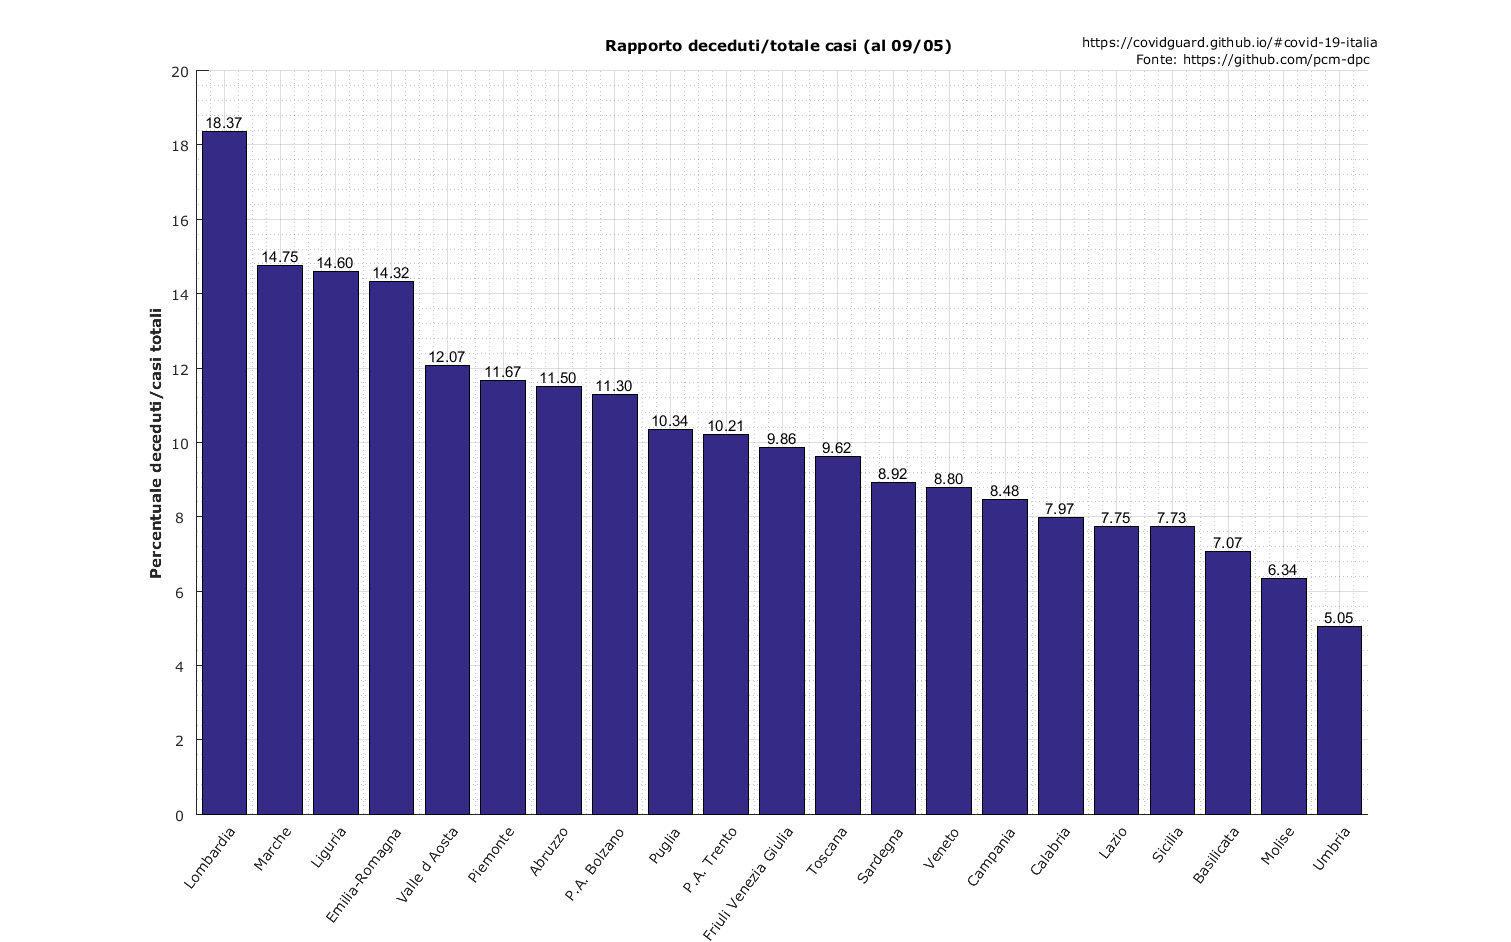 Rapporto deceduti/totale casi (al 09/05)
https://covidguard.github.io/#covid-19-italia
Fonte: https://github.com/pcm-dpc
Percentuale deceduti/casi totali
20
18
16
14
12
10
8
6
4
2
0
18.37
14.75
14.60
14.32
12.07
11.67
11.50
11.30
10.34
10.21
9.86
9.62
8.92
8.80
8.48
7.97
7.75
7.73
7.07
6.34
5.05
Lombardia
Marche
Liguria
Emilia-Romagna
Valle d Aosta
Piemonte
Abruzzo
P.A. Bolzano
Puglia
P.A. Trento
Friuli Venezia Giulia
Toscana
Sardegna
Veneto
Campania
Calabria
Lazio
Sicilia
Basilicata
Molise
Umbria